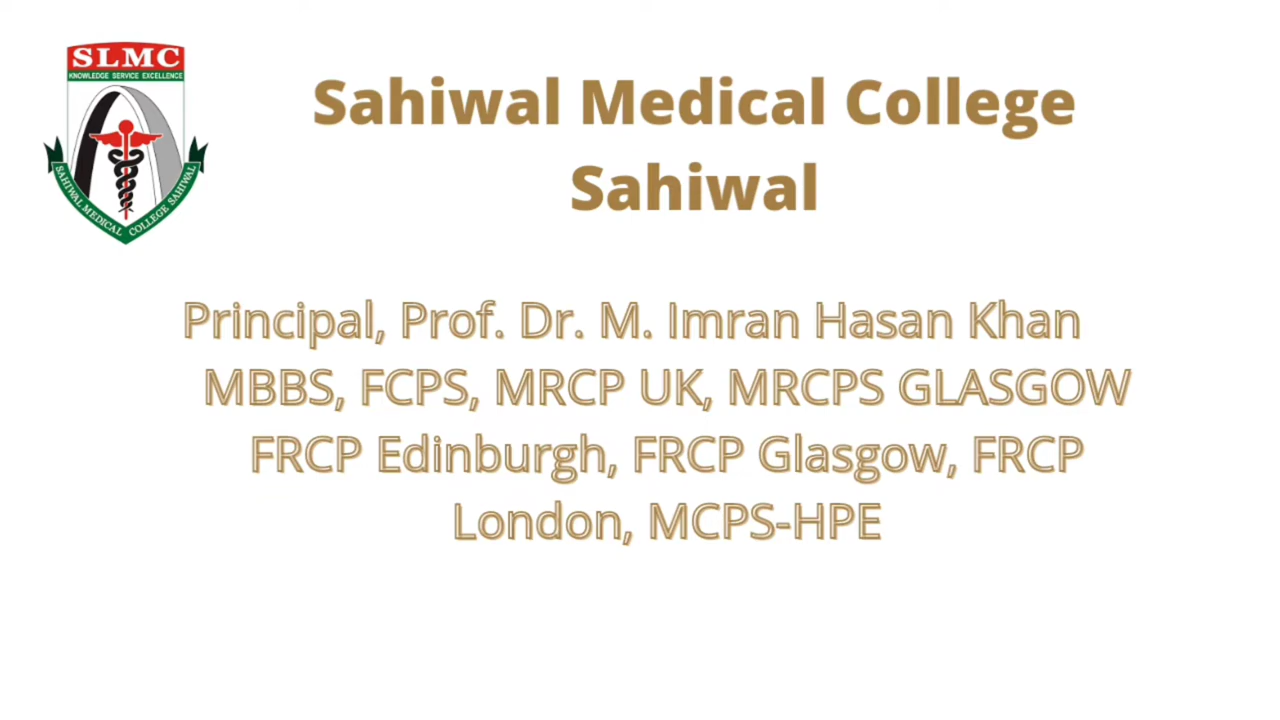 SLMC
KNOWLEDGE SERVICE EXCELLENCE
SAHIWAL MEDICAL COLLEGE SAHIWAL
Sahiwal Medical College
Sahiwal
Principal, Prof. Dr. M. Imran Hasan Khan
MBBS, FCPS, MRCP UK, MRCPS GLASGOW
FRCP Edinburgh, FRCP Glasgow, FRCP
London, MCPS-HPE